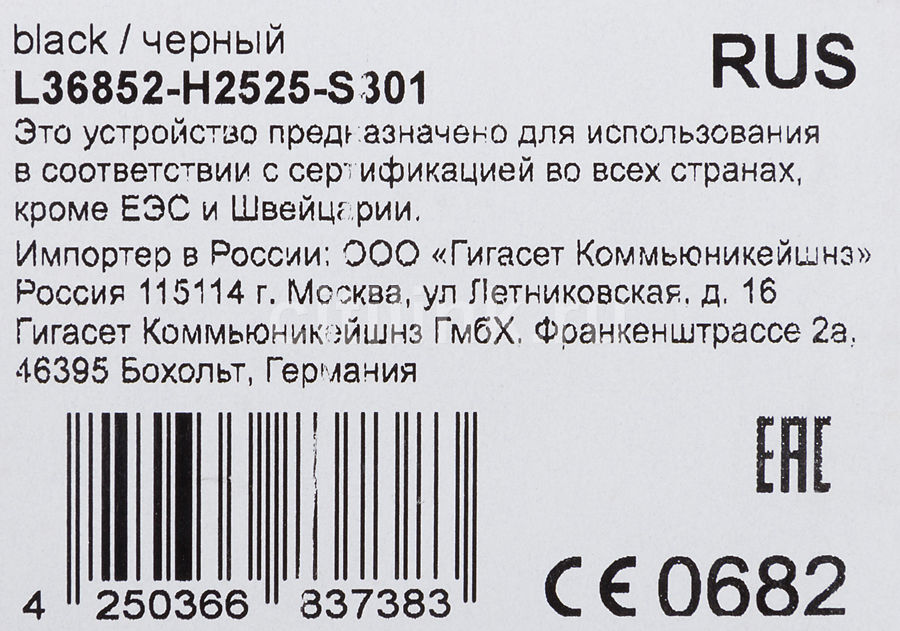 black / черный
RUS
L36852-H2525-S301
Это устройство предназначено для использования
в соответствии с сертификацией во всех странах,
кроме ЕЭС и Швейцарии.
Импортер в России: ООО «Гигасет Коммьюникейшнз»
Россия 115114 г. Москва, ул Летниковская, д. 16
Гигасет Коммьюникейшнз ГмбХ, Франкенштрассе 2а,
46395 Бохольт, Германия
EAC
CE 0682
4 250366 837383